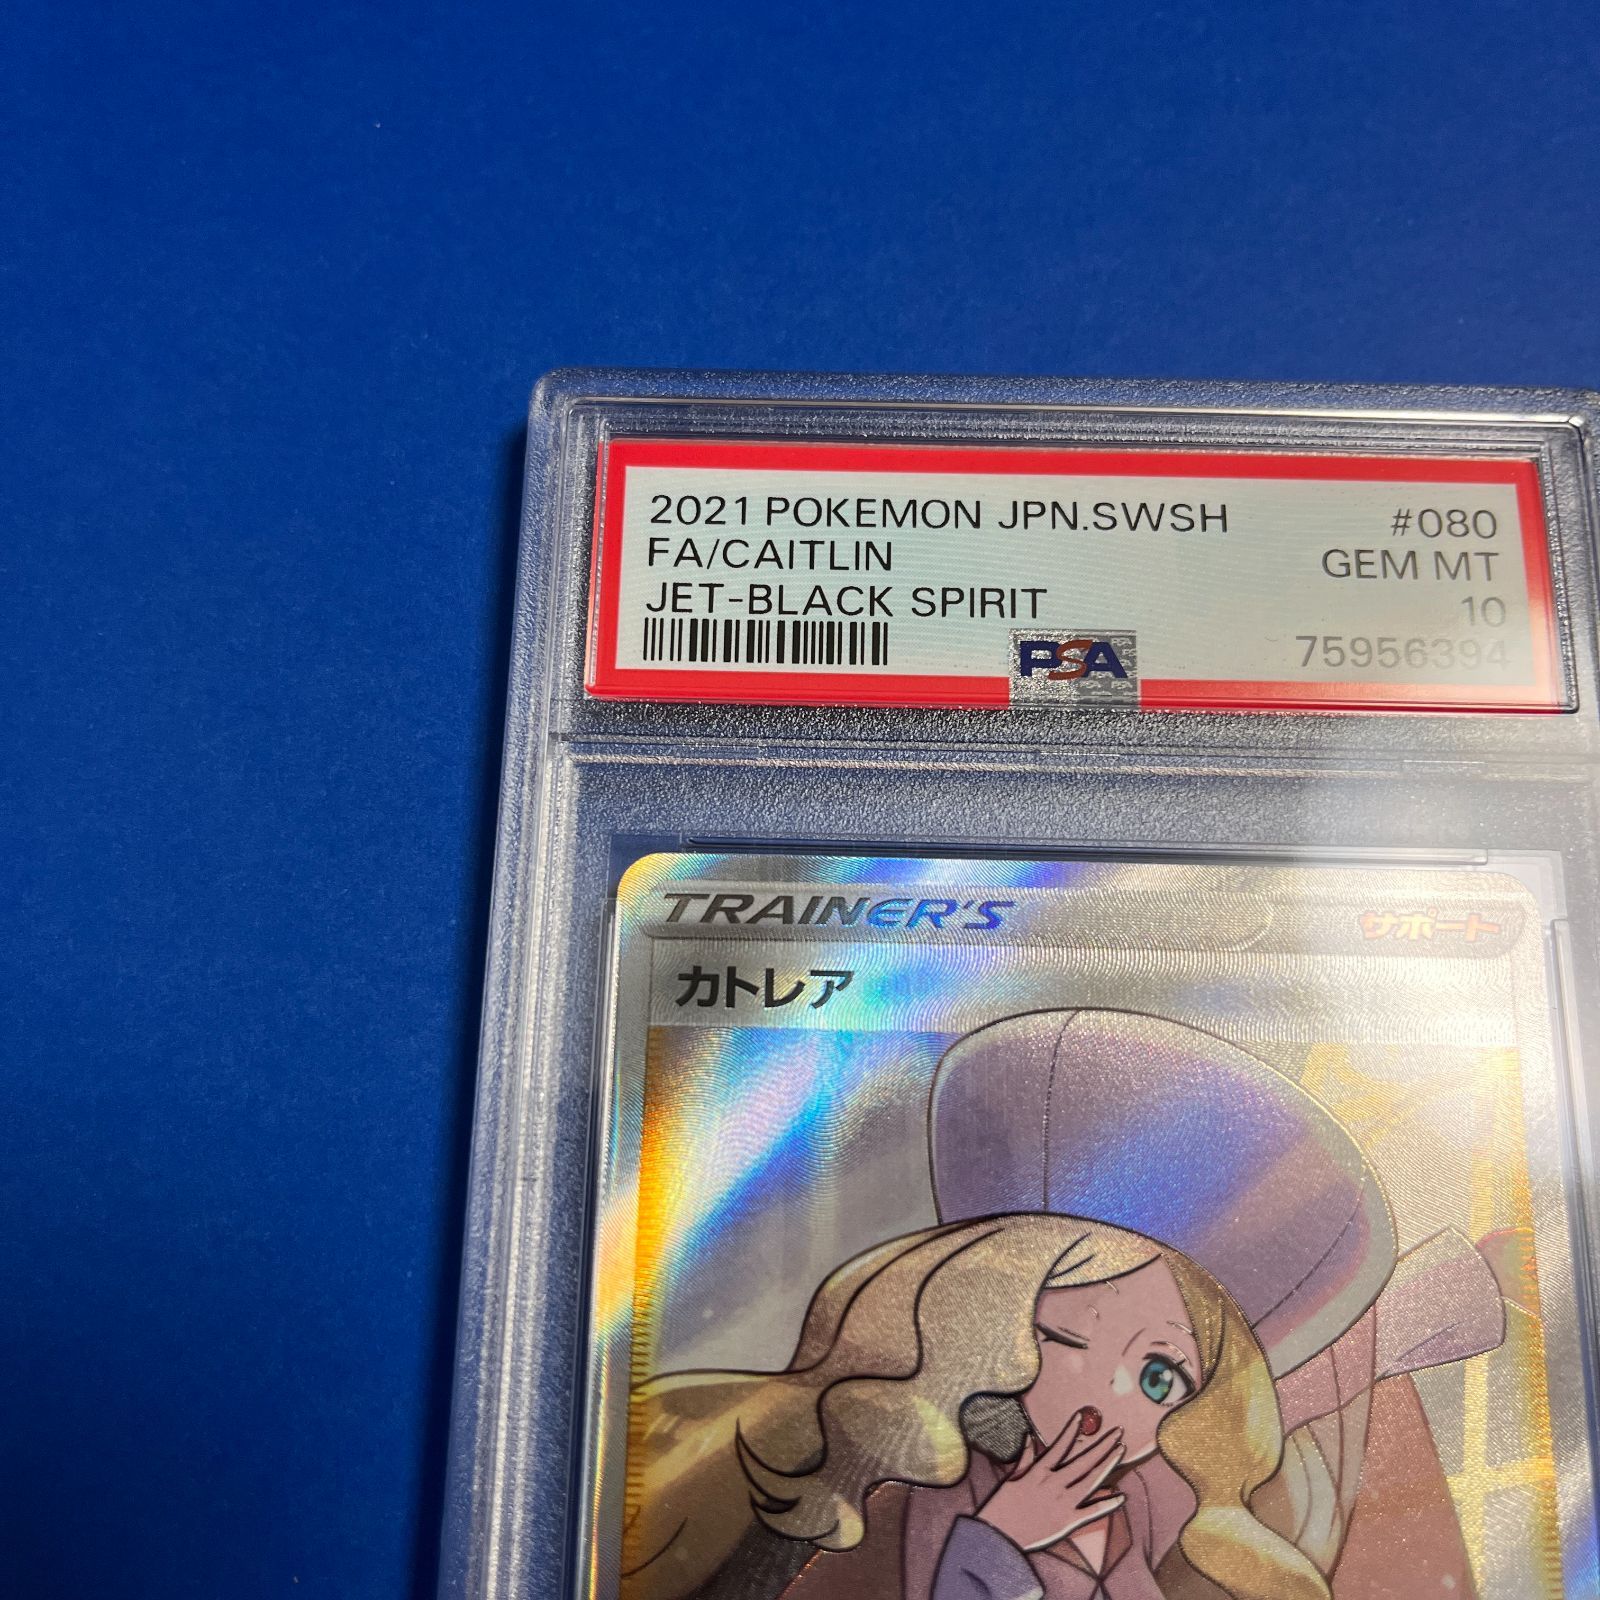 2021 POKEMON JPN.SWSH #080
FA/CAITLIN GEM MT
JET-BLACK SPIRIT 10
PSA 75956394
TRAINER'S サポート
カトレア